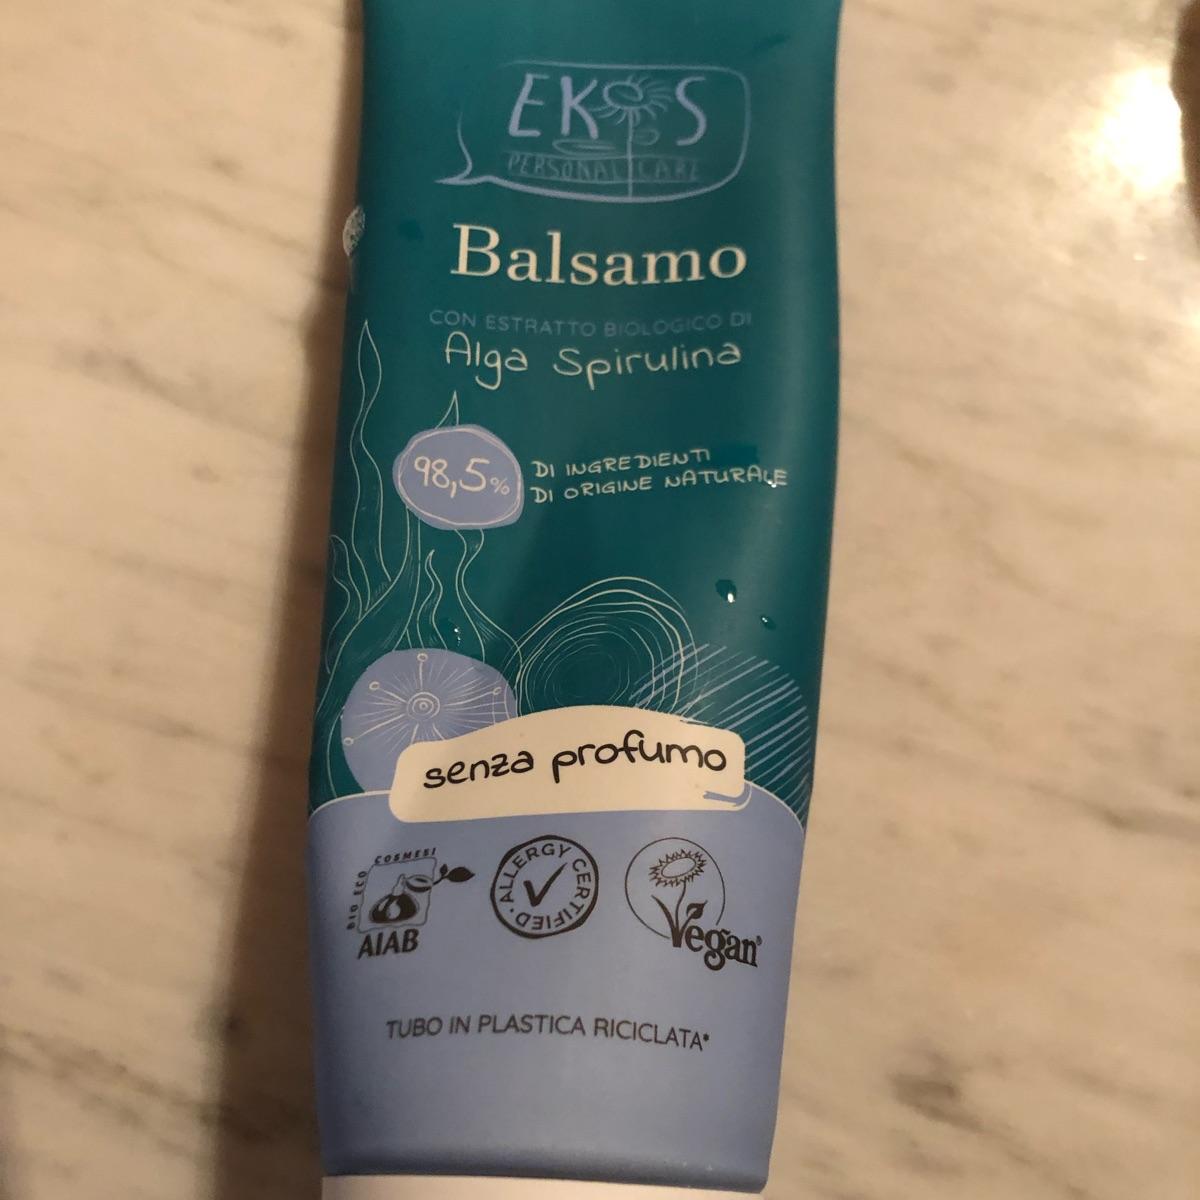 EKOS
PERSONAL CARE
Balsamo
CON ESTRATTO BIOLOGICO DI
Alga Spirulina
98,5%
DI INGREDIENTI
DI ORIGINE NATURALE
senza profumo
BIO ECO COSMESI
AIAB
ALLERGY CERTIFIED
Vegan®
TUBO IN PLASTICA RICICLATA*